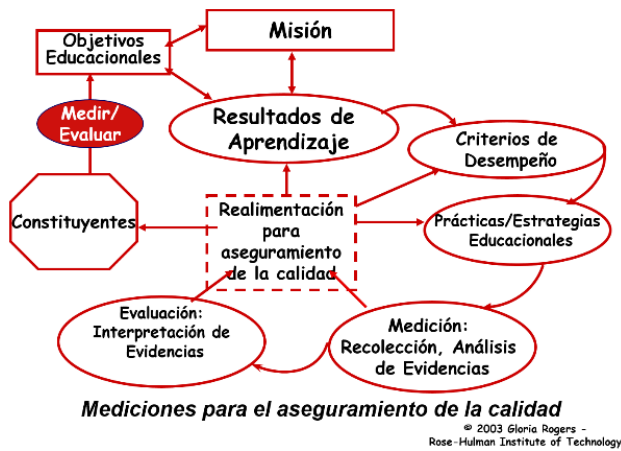 Misión
Objetivos
Educacionales
Medir/
Evaluar
Resultados de
Aprendizaje
Criterios de
Desempeño
Constituyentes
Realimentación
para
aseguramiento
de la calidad
Prácticas/Estrategias
Educacionales
Evaluación:
Interpretación de
Evidencias
Medición:
Recolección, Análisis
de Evidencias
Mediciones para el aseguramiento de la calidad
© 2003 Gloria Rogers -
Rose-Hulman Institute of Technology